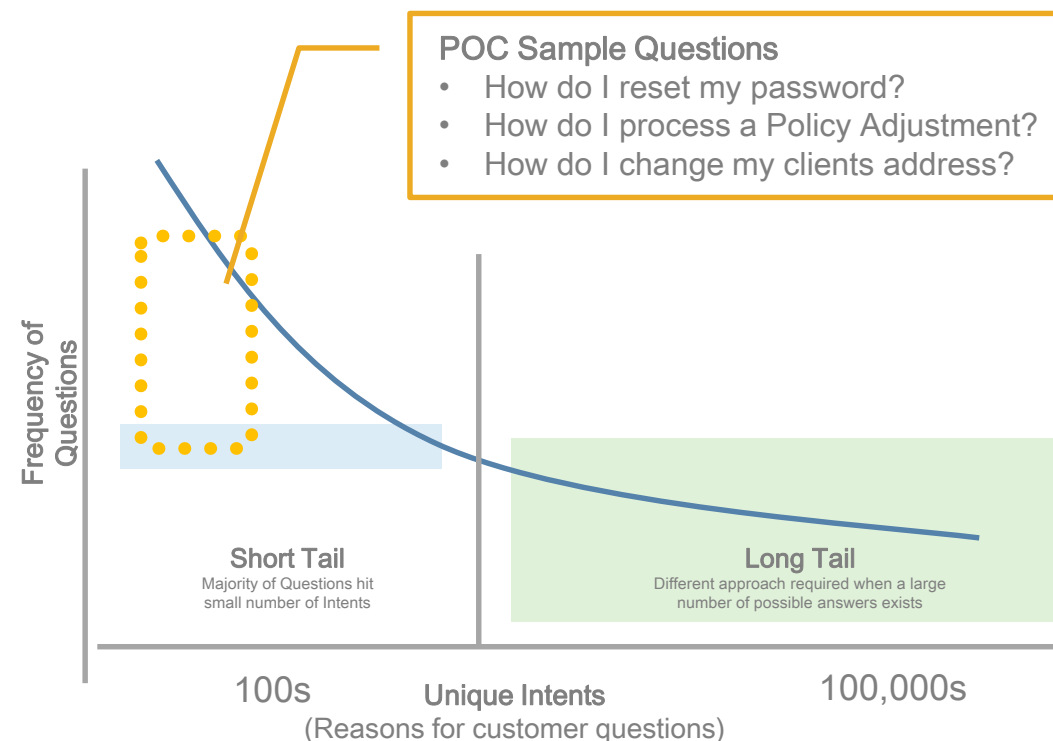 POC Sample Questions
• How do I reset my password?
• How do I process a Policy Adjustment?
• How do I change my clients address?
Frequency of
Questions
Short Tail
Majority of Questions hit
small number of Intents
Long Tail
Different approach required when a large
number of possible answers exists
100s
Unique Intents
100,000s
(Reasons for customer questions)